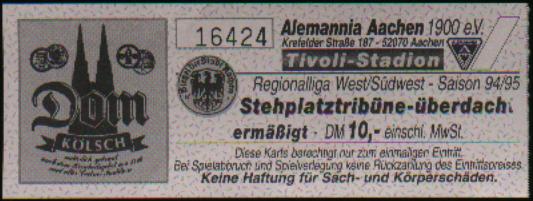 Dom
KÖLSCH
16424
Alemannia Aachen 1900 e.V.
Krefelder Straße 187 - 52070 Aachen
Tivoli-Stadion
Regionalliga West/Südwest - Saison 94/95
Stehplatztribüne-überdacht
ermäßigt - DM 10,- einschl. MwSt.
Diese Karte berechtigt nur zum einmaligen Eintritt.
Bei Spielabbruch und Spielverlegung keine Rückzahlung des Eintrittspreises.
Keine Haftung für Sach- und Körperschäden.